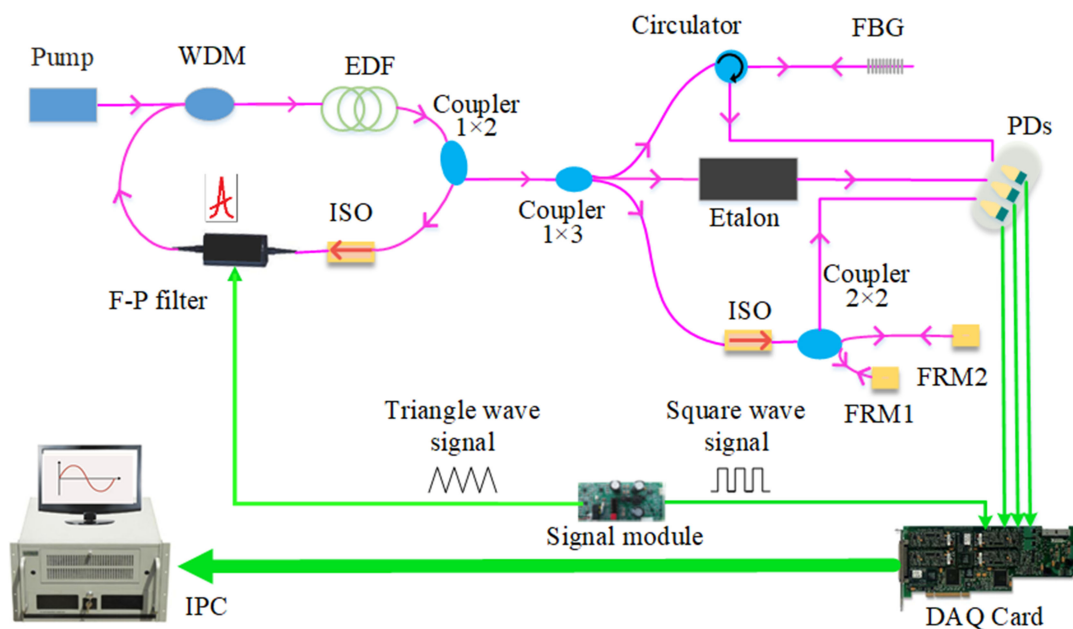 Circulator
FBG
Pump
WDM
EDF
Coupler
1×2
PDs
ISO
Coupler
1×3
Etalon
F-P filter
Coupler
2×2
ISO
FRM2
FRM1
Triangle wave
signal
Square wave
signal
Signal module
IPC
DAQ Card